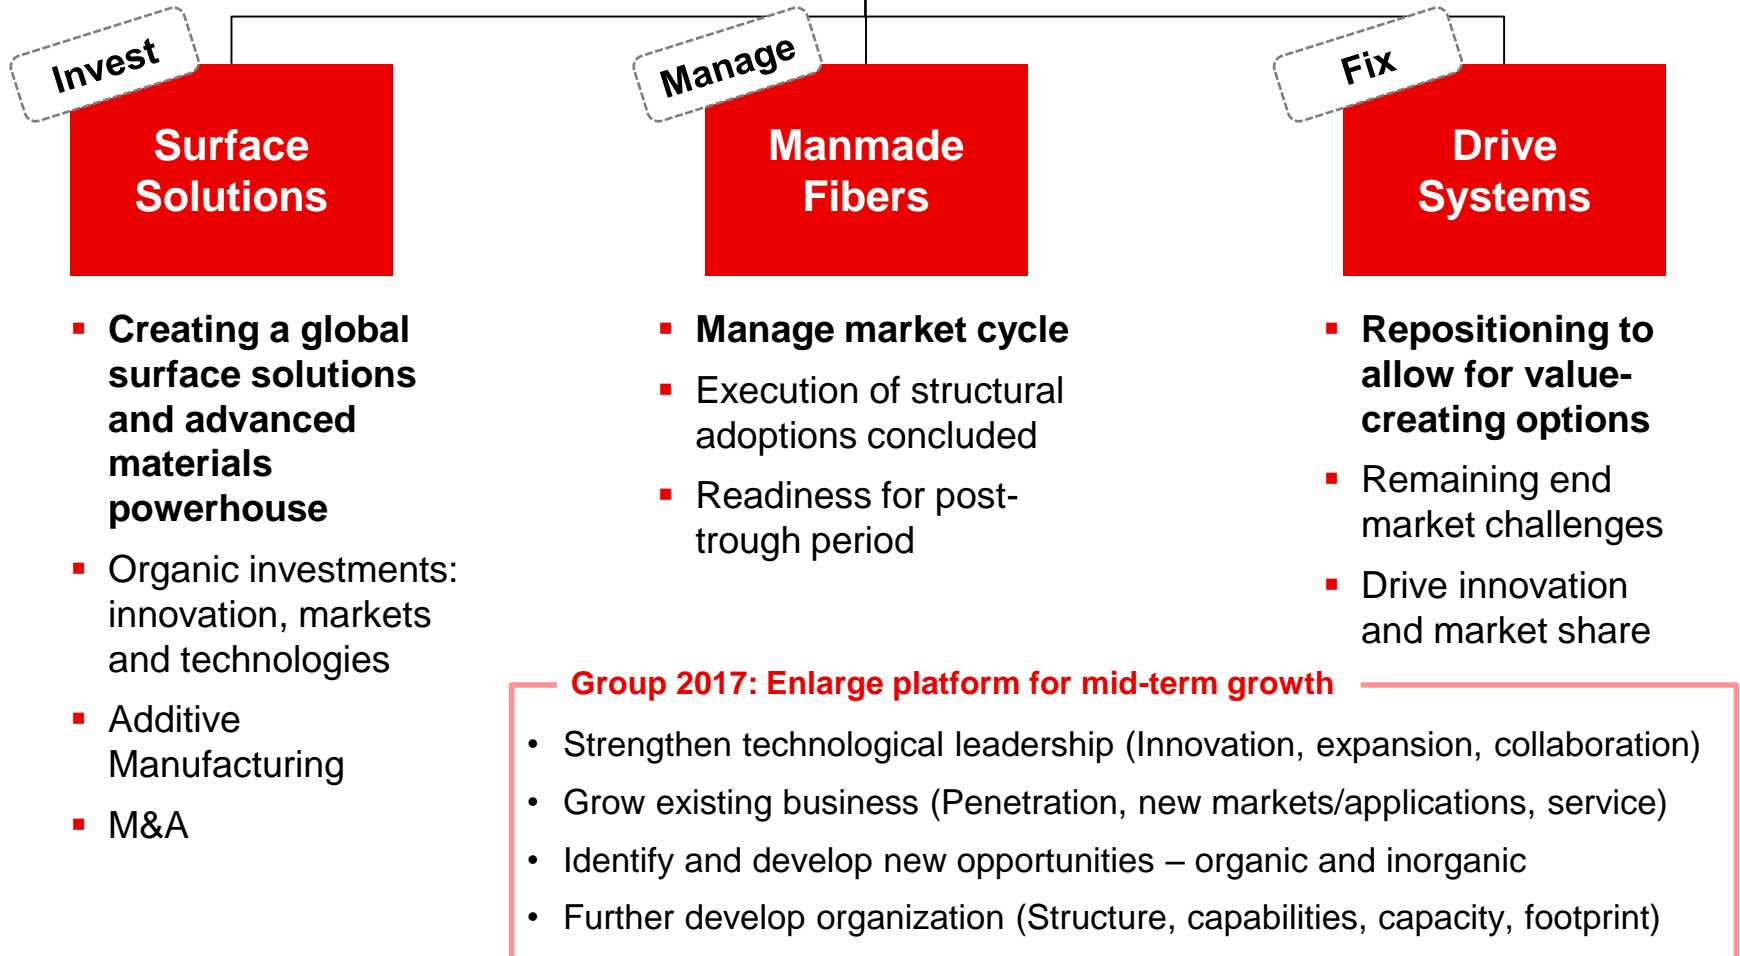 Invest
Surface
Solutions
Creating a global
surface solutions
and advanced
materials
powerhouse
Organic investments:
innovation, markets
and technologies
Additive
Manufacturing
M&A
Manage
Manmade
Fibers
Manage market cycle
Execution of structural
adoptions concluded
Readiness for post-
trough period
Fix
Drive
Systems
Repositioning to
allow for value-
creating options
Remaining end
market challenges
Drive innovation
and market share
Group 2017: Enlarge platform for mid-term growth
• Strengthen technological leadership (Innovation, expansion, collaboration)
• Grow existing business (Penetration, new markets/applications, service)
• Identify and develop new opportunities – organic and inorganic
• Further develop organization (Structure, capabilities, capacity, footprint)